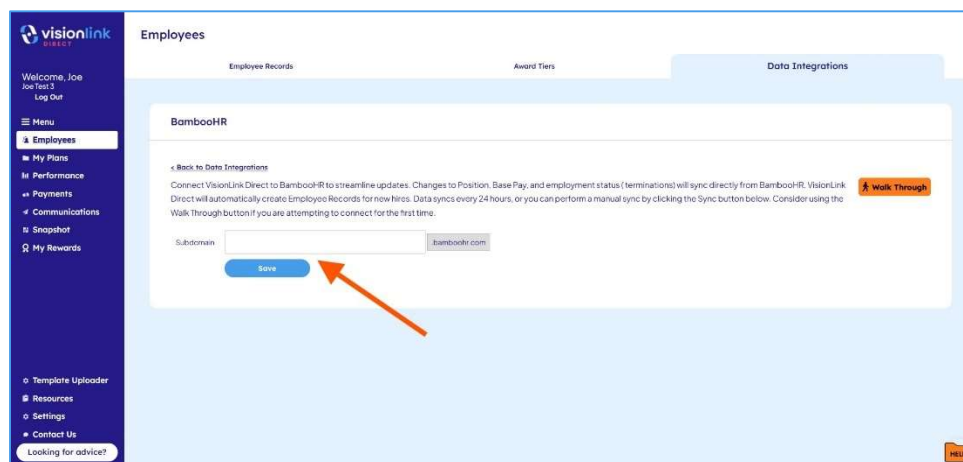 visionlink
DIRECT
Welcome, Joe
Joe Test 3
Log Out
Menu
Employees
My Plans
Performance
Payments
Communications
Snapshot
My Rewards
Template Uploader
Resources
Settings
Contact Us
Looking for advice?
Employees
Employee Records
Award Tiers
Data Integrations
BambooHR
< Back to Data Integrations
Connect VisionLink Direct to BambooHR to streamline updates. Changes to Position, Base Pay, and employment status (terminations) will sync directly from BambooHR. VisionLink
Direct will automatically create Employee Records for new hires. Data syncs every 24 hours, or you can perform a manual sync by clicking the Sync button below. Consider using the
Walk Through button if you are attempting to connect for the first time.
Walk Through
Subdomain
.bamboohr.com
Save